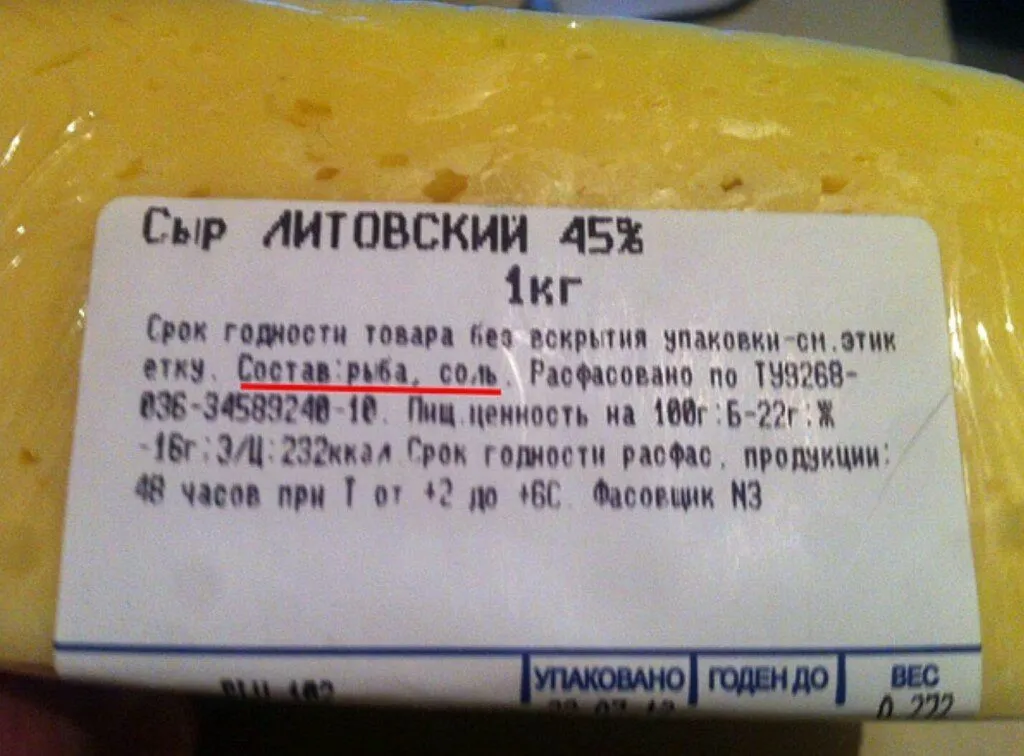 Сыр ЛИТОВСКИЙ 45%
1кг
Срок годности товара без вскрытия упаковки-см.этик
етку. Состав:рыба, соль. Расфасовано по ТУ9268-
036-34589240-10. Пищ.ценность на 100г:Б-22г:Ж
-16г:Э/Ц:232ккал Срок годности расфас. продукции:
48 часов при Т от +2 до +6С. Фасовщик N3
УПАКОВАНО ГОДЕН ДО ВЕС
0.222